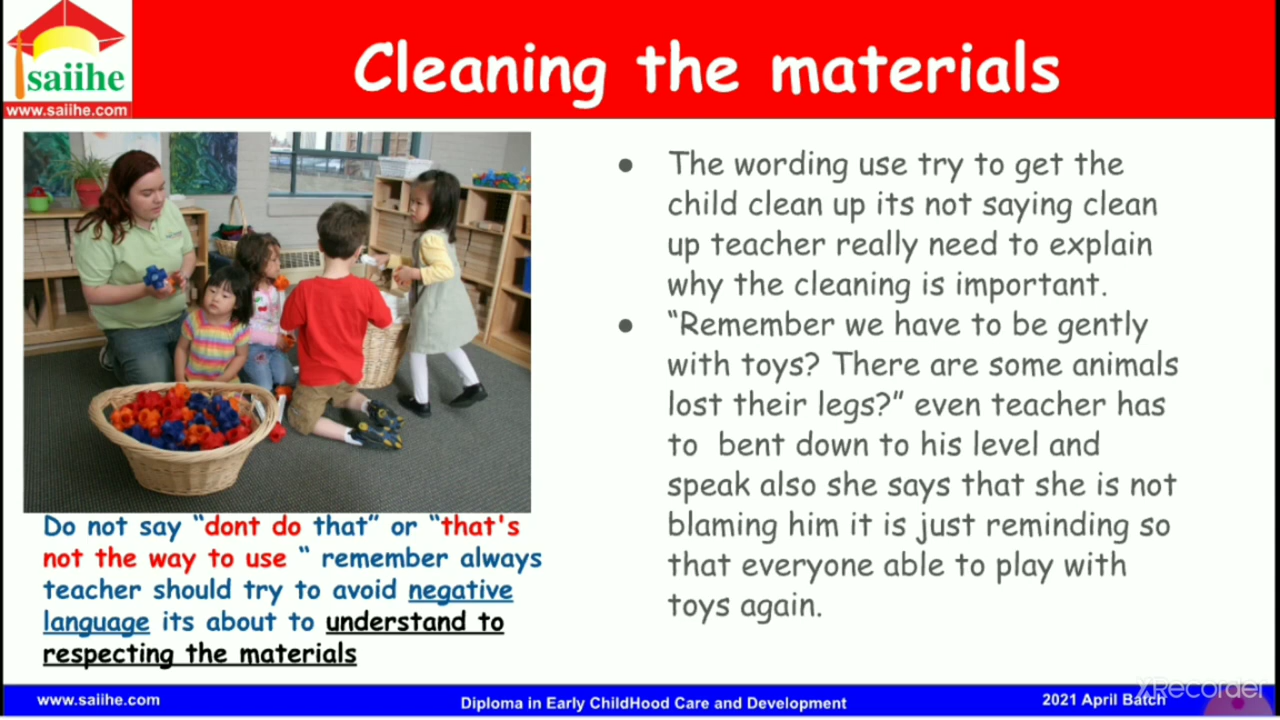 saiihe
www.saiihe.com
Cleaning the materials
● The wording use try to get the
child clean up its not saying clean
up teacher really need to explain
why the cleaning is important.
● “Remember we have to be gently
with toys? There are some animals
lost their legs?” even teacher has
to bent down to his level and
speak also she says that she is not
blaming him it is just reminding so
that everyone able to play with
toys again.
Do not say “dont do that” or “that's
not the way to use “ remember always
teacher should try to avoid negative
language its about to understand to
respecting the materials
www.saiihe.com
Diploma in Early ChildHood Care and Development
2021 April Batch
XRecorder